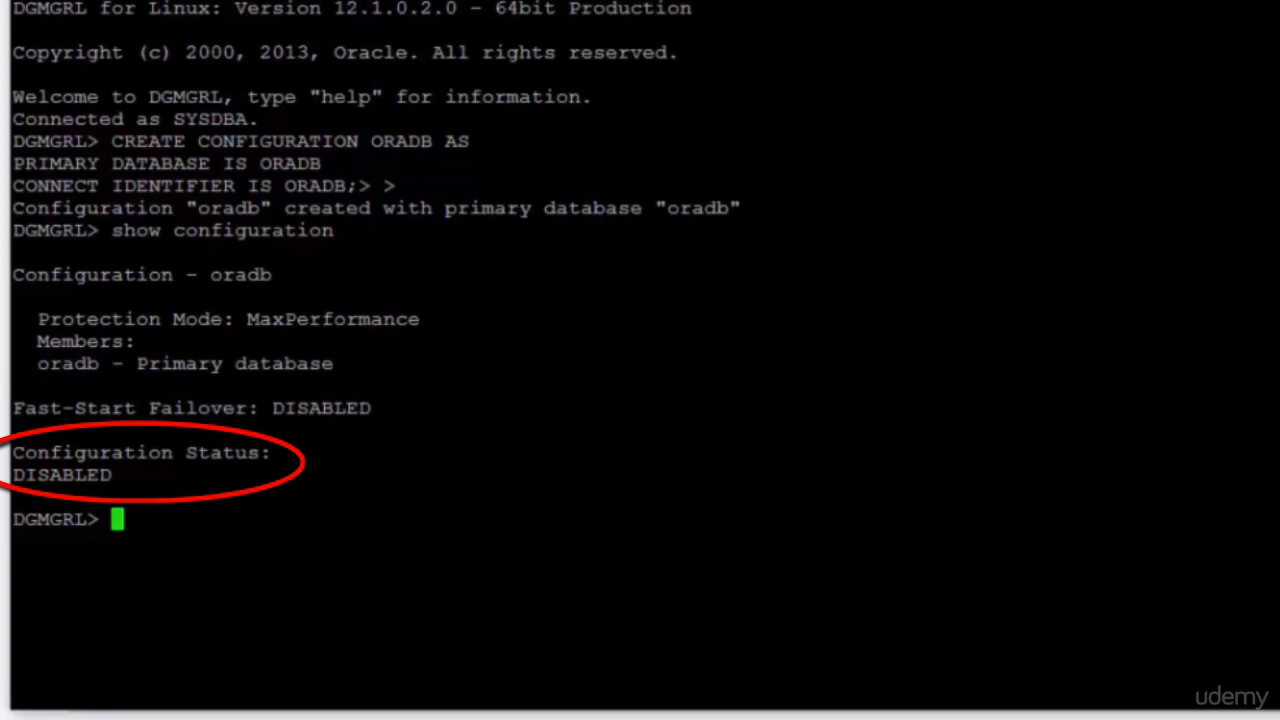 DGMGRL for Linux: Version 12.1.0.2.0 - 64bit Production
Copyright (c) 2000, 2013, Oracle. All rights reserved.
Welcome to DGMGRL, type "help" for information.
Connected as SYSDBA.
DGMGRL> CREATE CONFIGURATION ORADB AS
PRIMARY DATABASE IS ORADB
CONNECT IDENTIFIER IS ORADB;> >
Configuration "oradb" created with primary database "oradb"
DGMGRL> show configuration
Configuration - oradb
Protection Mode: MaxPerformance
Members:
oradb - Primary database
Fast-Start Failover: DISABLED
Configuration Status:
DISABLED
DGMGRL>
udemy